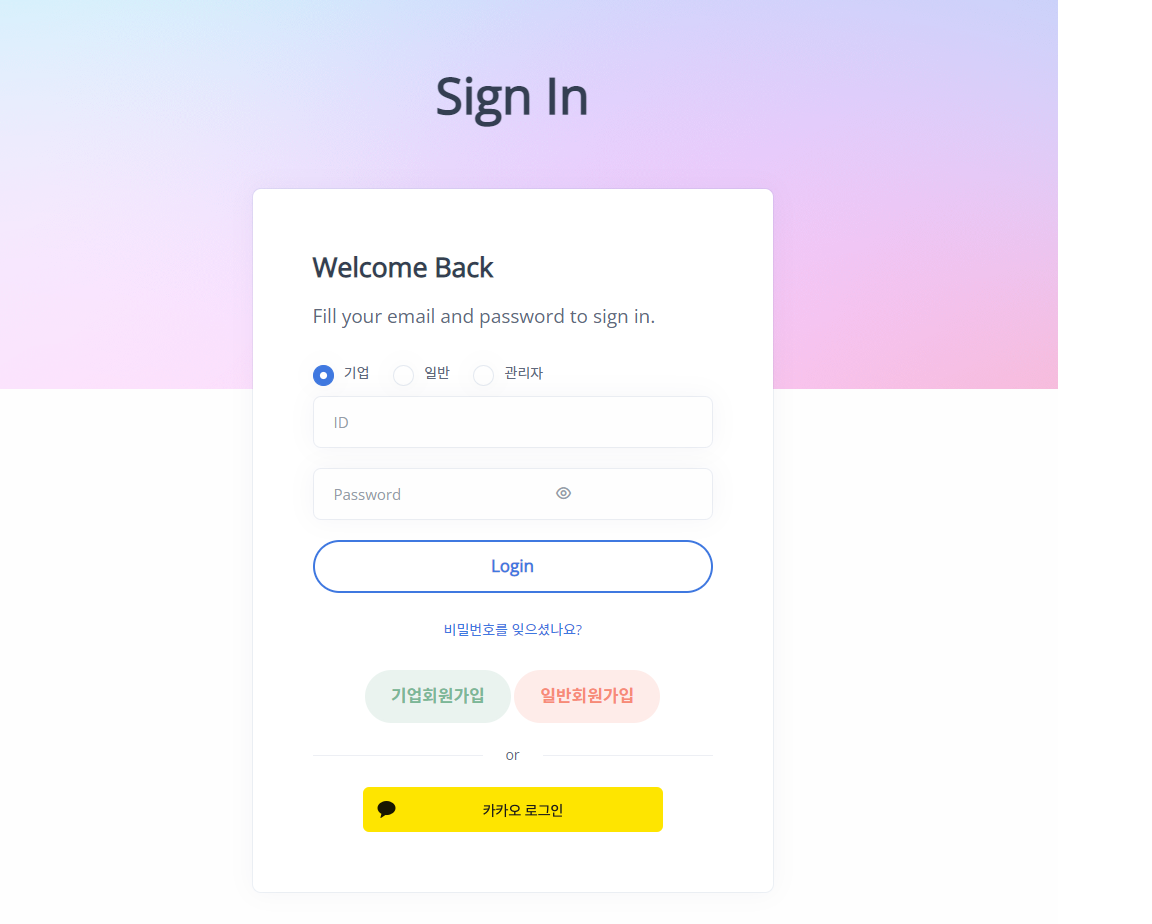 Sign In
Welcome Back
Fill your email and password to sign in.
기업 일반 관리자
ID
Password
Login
비밀번호를 잊으셨나요?
기업회원가입 일반회원가입
or
카카오 로그인